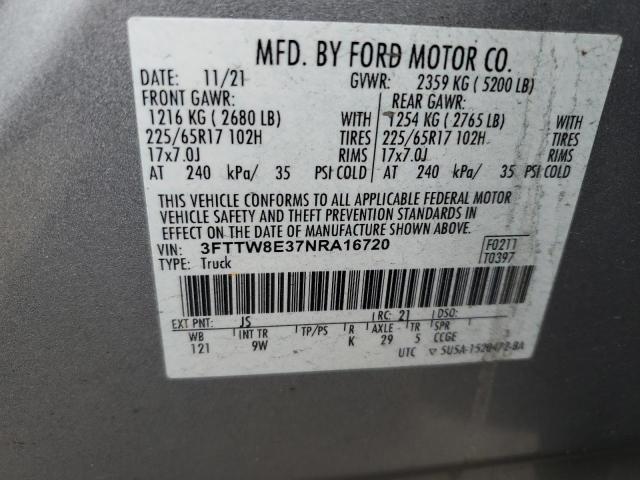 MFD. BY FORD MOTOR CO.
DATE: 11/21 GVWR: 2359 KG ( 5200 LB)
FRONT GAWR: REAR GAWR:
1216 KG ( 2680 LB) WITH 1254 KG ( 2765 LB) WITH
225/65R17 102H TIRES 225/65R17 102H TIRES
17x7.0J RIMS 17x7.0J RIMS
AT 240 kPa/ 35 PSI COLD AT 240 kPa/ 35 PSI COLD
THIS VEHICLE CONFORMS TO ALL APPLICABLE FEDERAL MOTOR
VEHICLE SAFETY AND THEFT PREVENTION STANDARDS IN
EFFECT ON THE DATE OF MANUFACTURE SHOWN ABOVE.
VIN: 3FTTW8E37NRA16720 F0211
TYPE: Truck T0397
EXT PNT: JS RC: 21 DSO:
WB INT TR TP/PS R AXLE TR SPR
121 9W K 29 5 CCGE
UTC